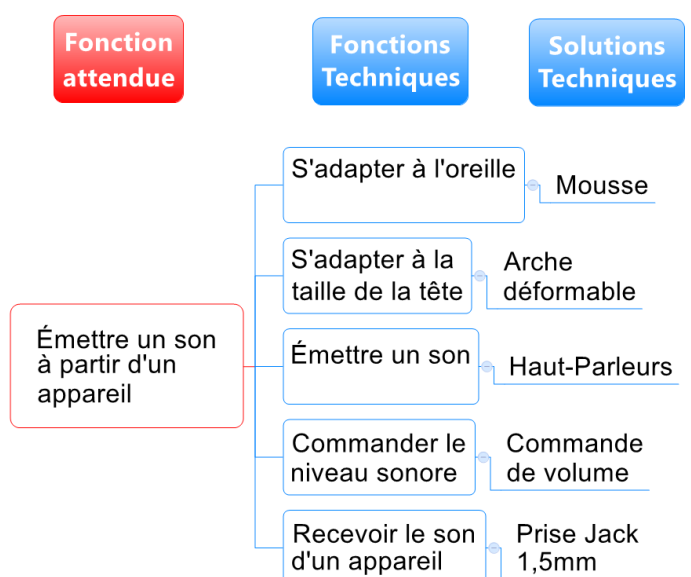 Fonction
attendue
Fonctions
Techniques
Solutions
Techniques
Émettre un son
à partir d'un
appareil
S'adapter à l'oreille
Mousse
S'adapter à la
taille de la tête
Arche
déformable
Émettre un son
Haut-Parleurs
Commander le
niveau sonore
Commande
de volume
Recevoir le son
d'un appareil
Prise Jack
1,5mm